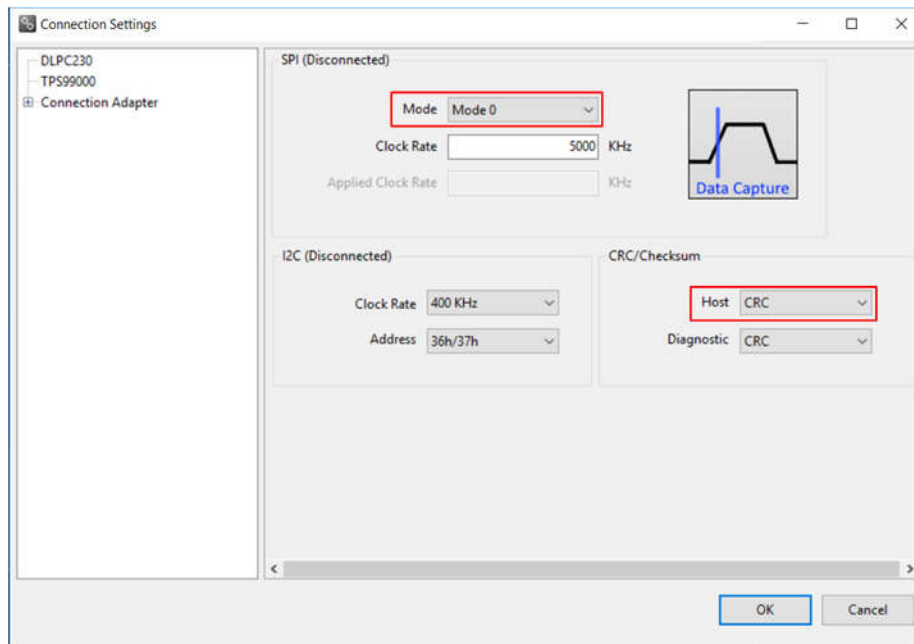 Connection Settings
DLPC230
TPS99000
Connection Adapter
SPI (Disconnected)
Mode Mode 0
Clock Rate 5000 KHz
Applied Clock Rate KHz
Data Capture
I2C (Disconnected)
Clock Rate 400 KHz
Address 36h/37h
CRC/Checksum
Host CRC
Diagnostic CRC
OK Cancel